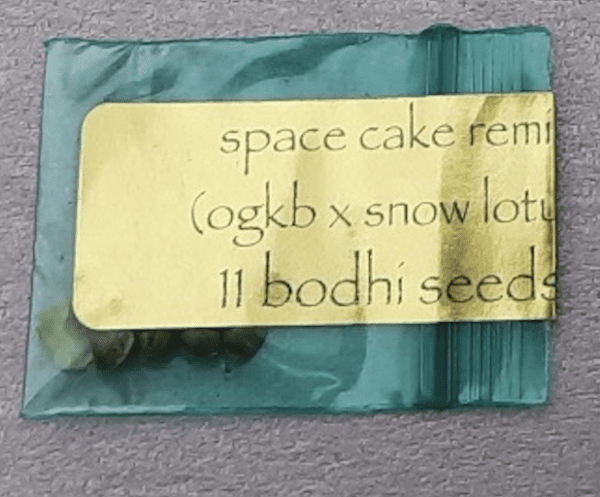 space cake remi
(ogkb x snow lotu
11 bodhi seeds